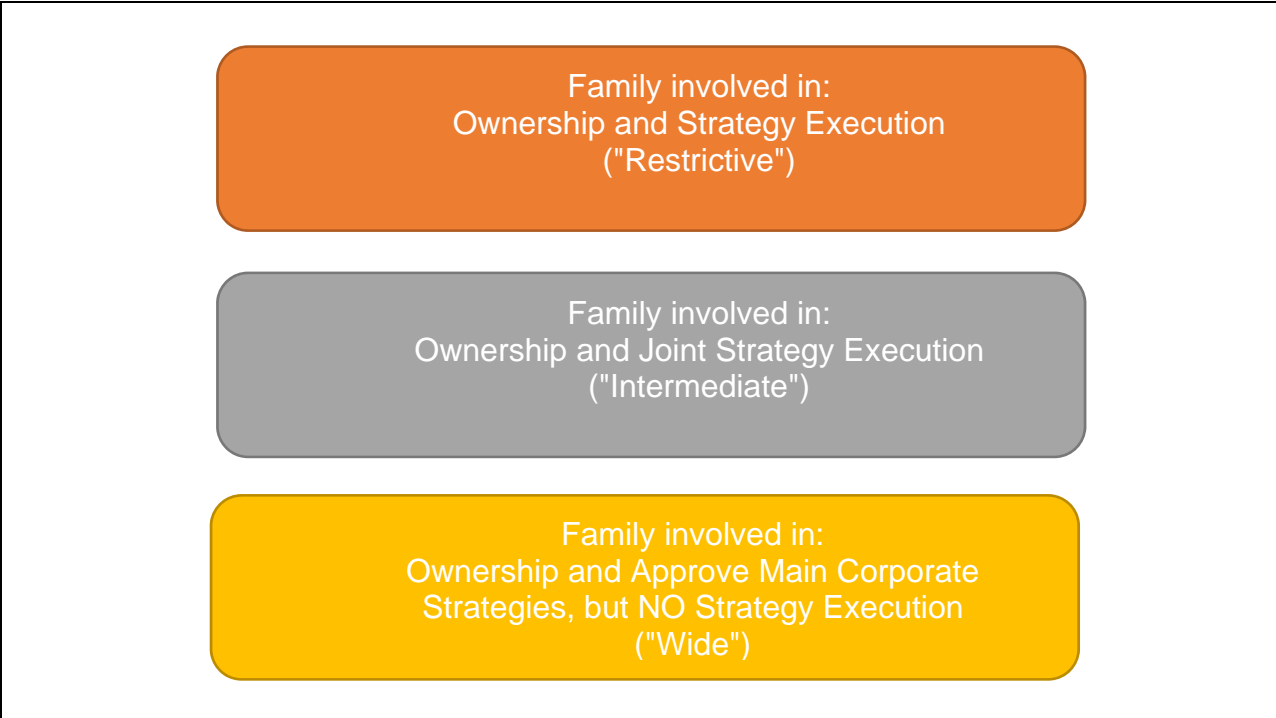 Family involved in:
Ownership and Strategy Execution
("Restrictive")
Family involved in:
Ownership and Joint Strategy Execution
("Intermediate")
Family involved in:
Ownership and Approve Main Corporate
Strategies, but NO Strategy Execution
("Wide")